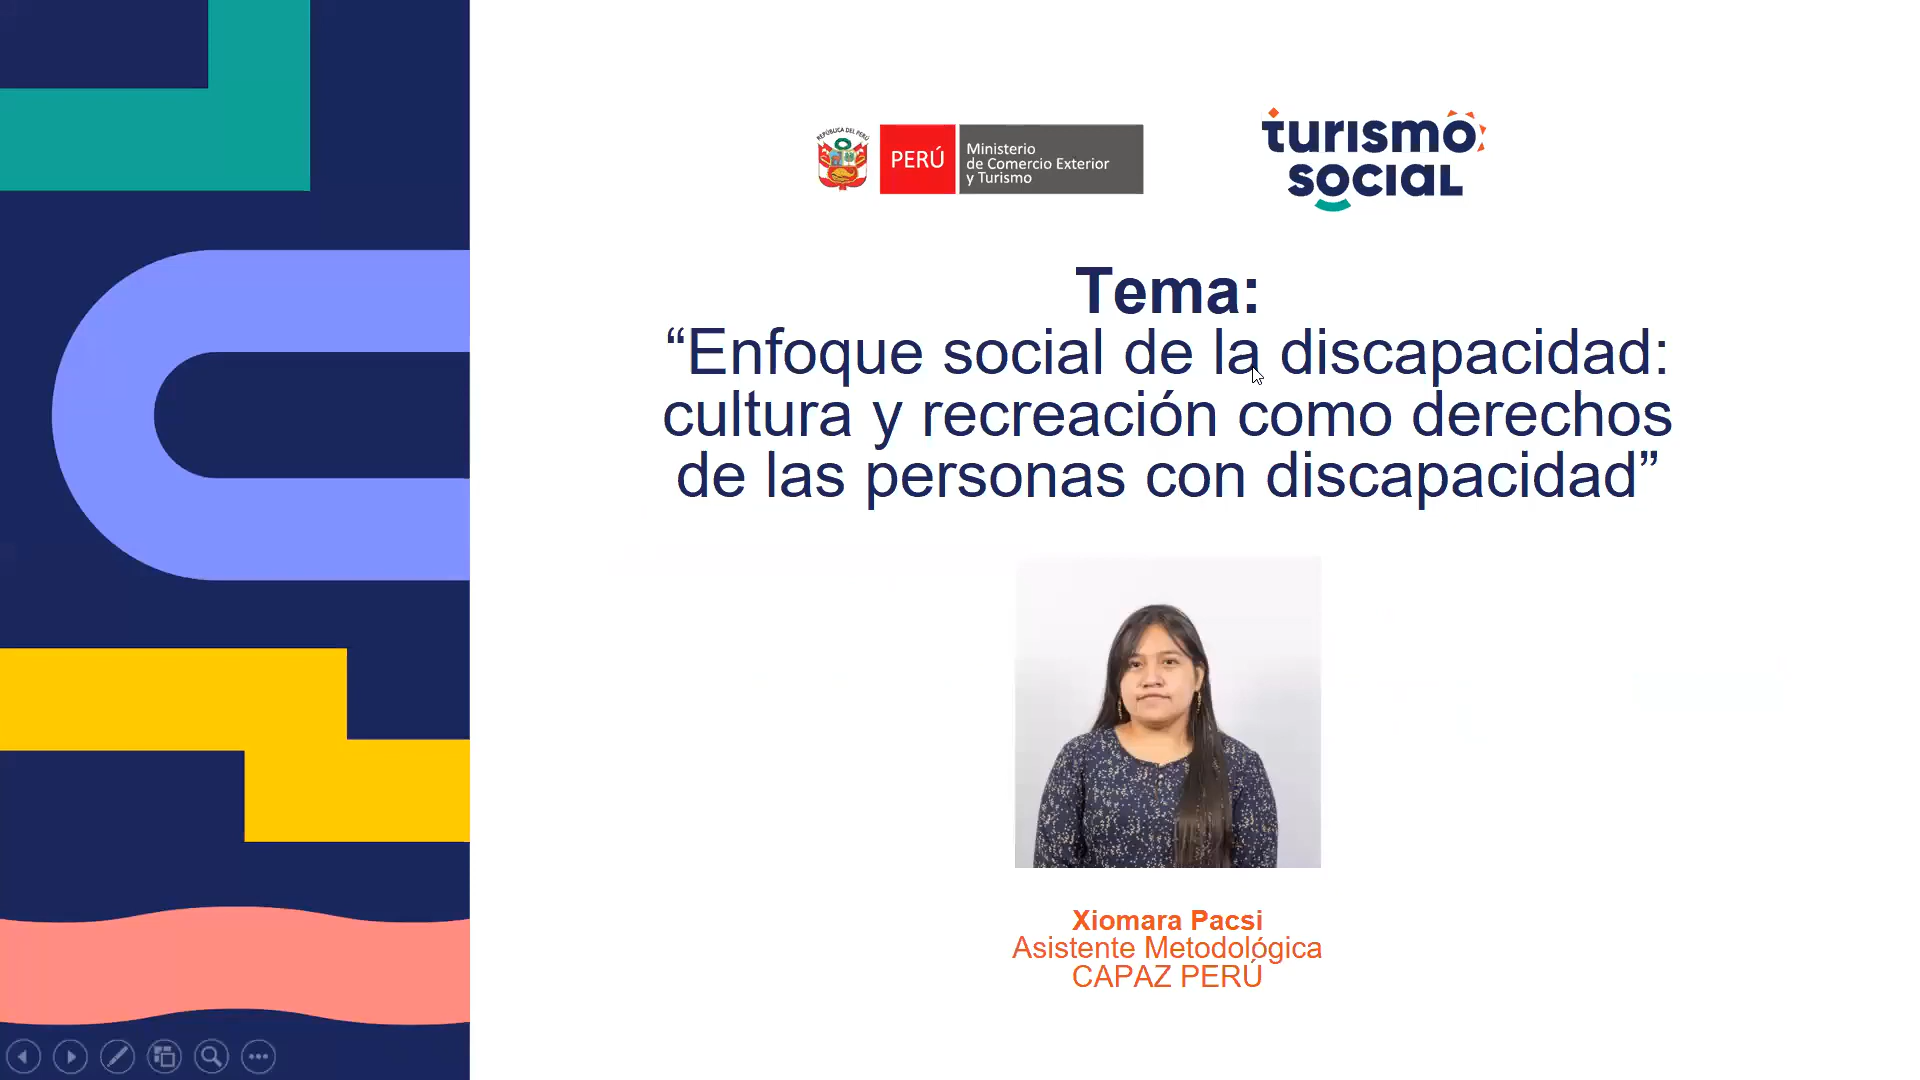 REPÚBLICA DEL PERÚ
PERÚ
Ministerio
de Comercio Exterior
y Turismo
turismo
social
Tema:
“Enfoque social de la discapacidad:
cultura y recreación como derechos
de las personas con discapacidad”
Xiomara Pacsi
Asistente Metodológica
CAPAZ PERÚ